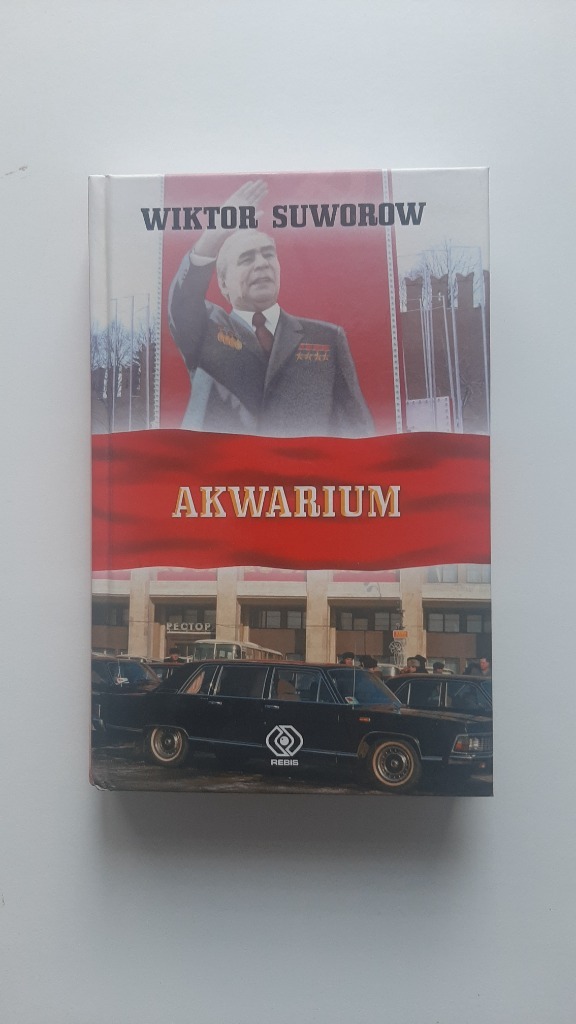 WIKTOR SUWOROW
AKWARIUM
РЕСТОР
REBIS